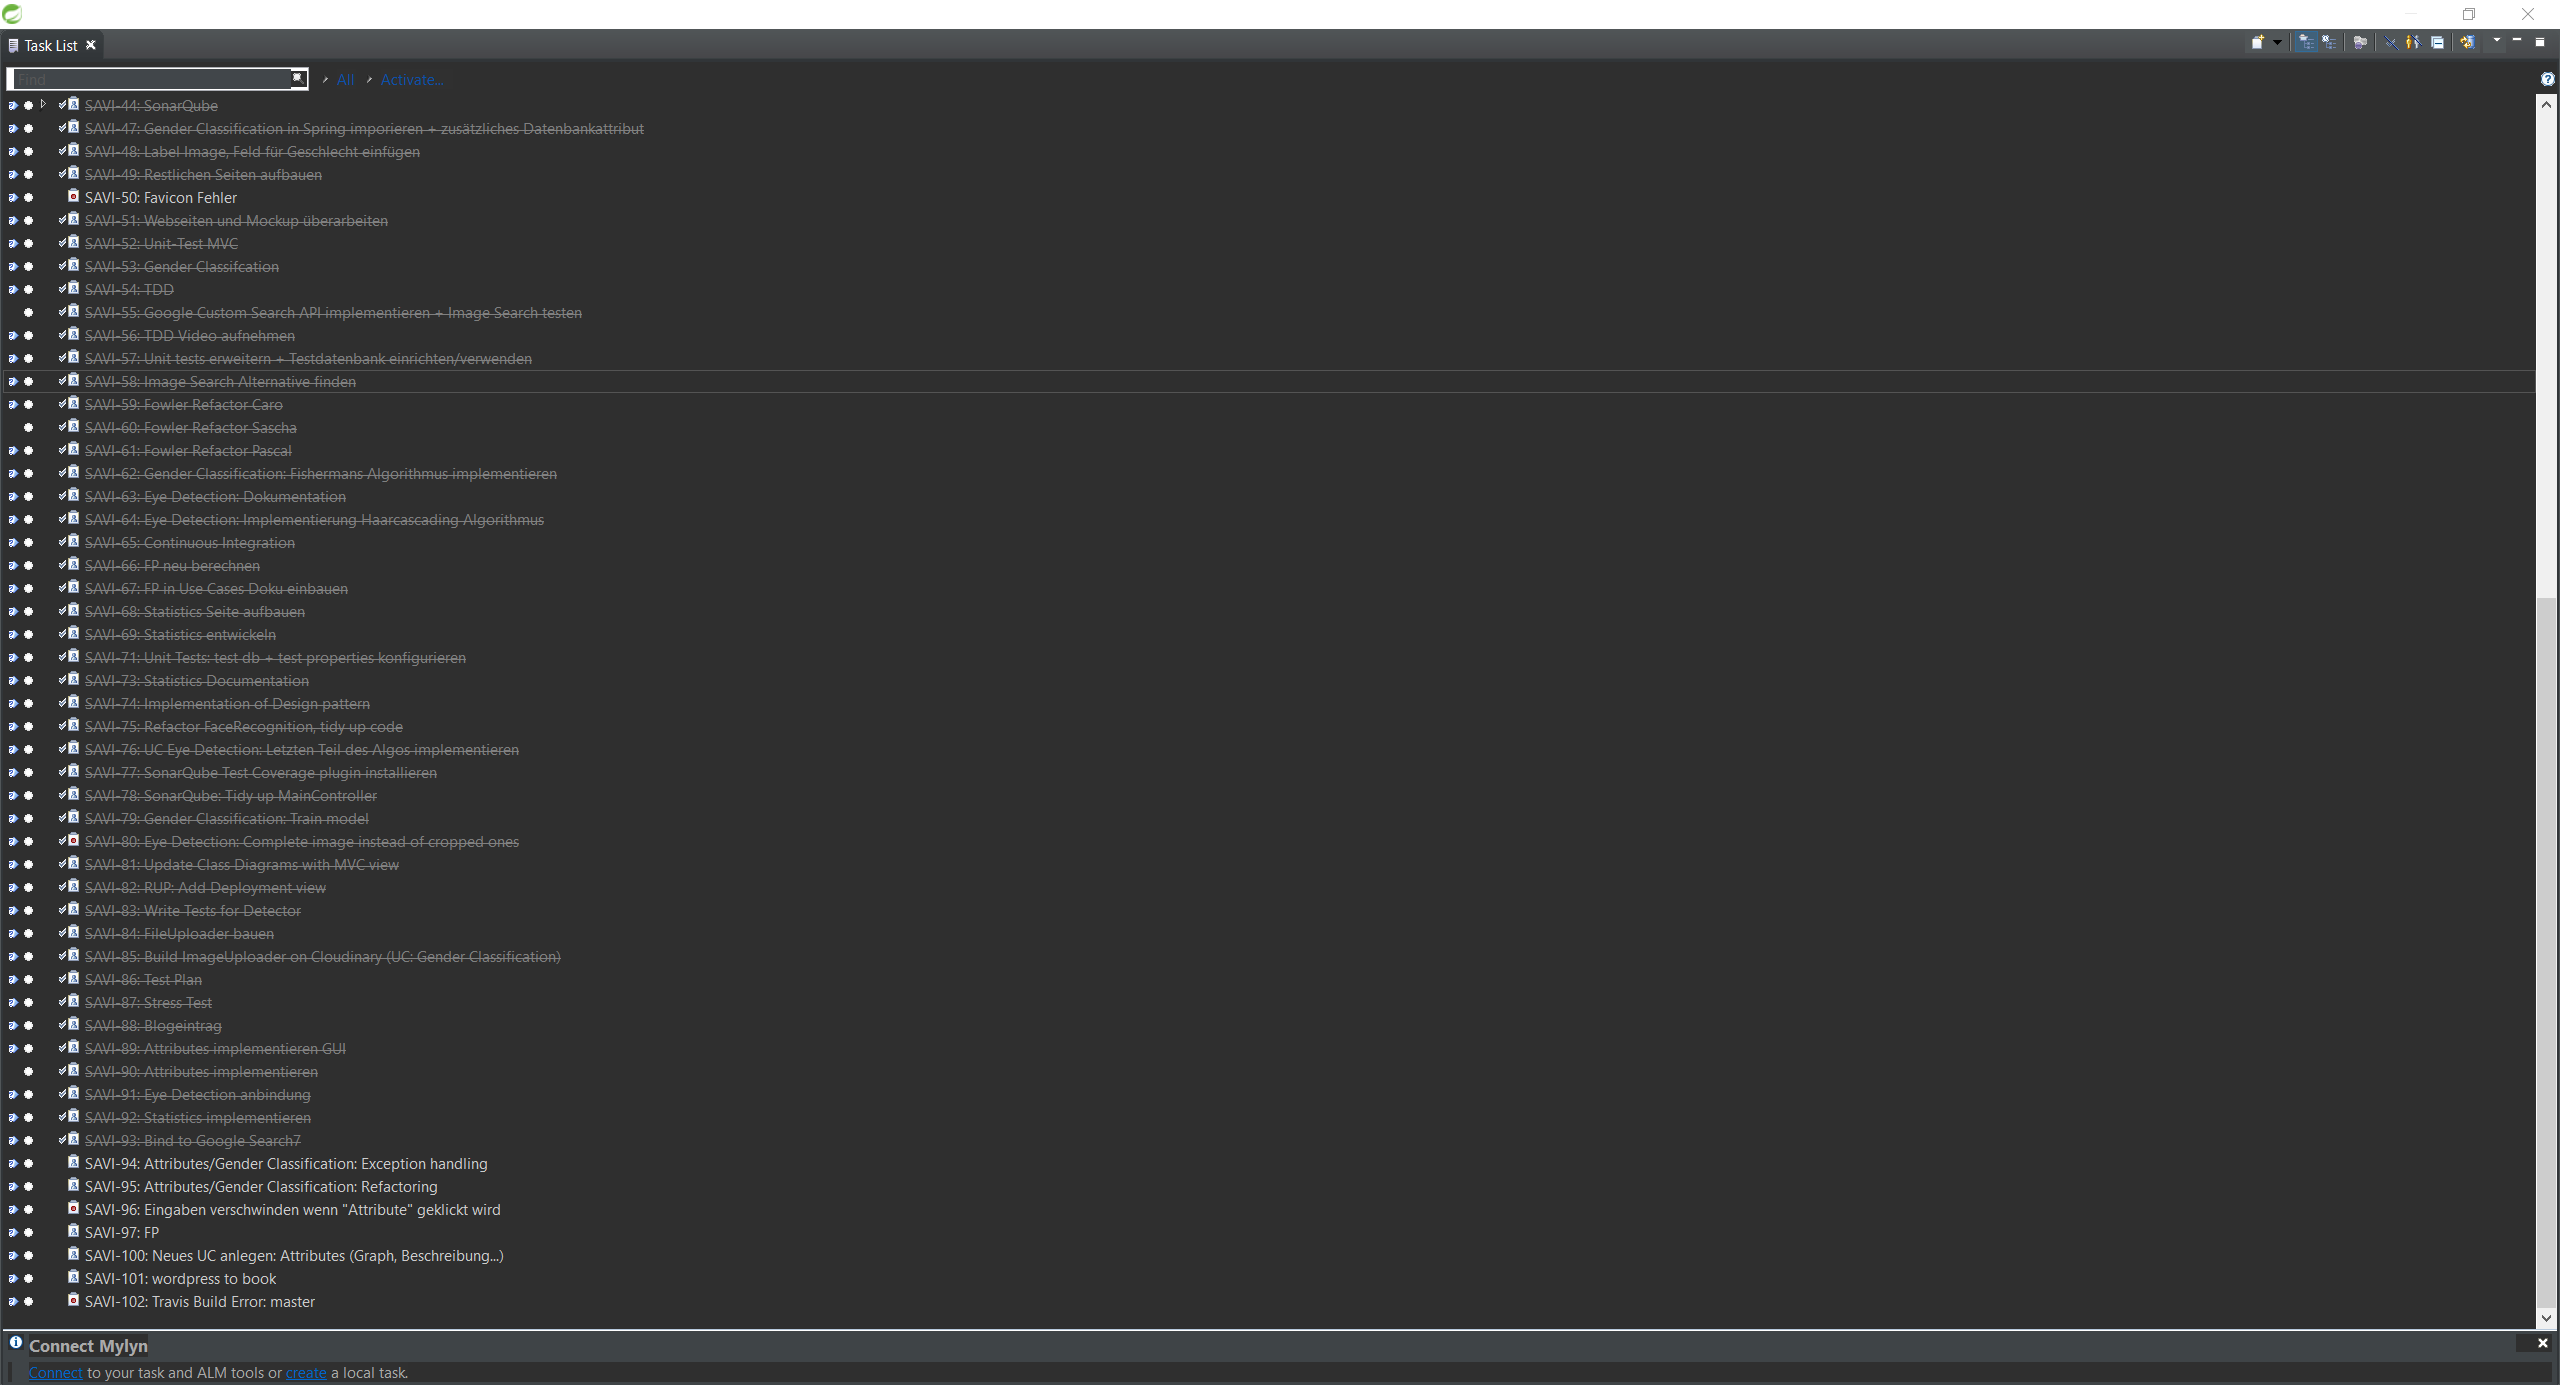 Task List
Find
All
Activate...
SAVI-44: SonarQube
SAVI-47: Gender Classification in Spring imporieren + zusätzliches Datenbankattribut
SAVI-48: Label Image, Feld für Geschlecht einfügen
SAVI-49: Restlichen Seiten aufbauen
SAVI-50: Favicon Fehler
SAVI-51: Webseiten und Mockup überarbeiten
SAVI-52: Unit-Test MVC
SAVI-53: Gender Classifcation
SAVI-54: TDD
SAVI-55: Google Custom Search API implementieren + Image Search testen
SAVI-56: TDD Video aufnehmen
SAVI-57: Unit tests erweitern + Testdatenbank einrichten/verwenden
SAVI-58: Image Search Alternative finden
SAVI-59: Fowler Refactor Caro
SAVI-60: Fowler Refactor Sascha
SAVI-61: Fowler Refactor Pascal
SAVI-62: Gender Classification: Fishermans Algorithmus implementieren
SAVI-63: Eye Detection: Dokumentation
SAVI-64: Eye Detection: Implementierung Haarcascading Algorithmus
SAVI-65: Continuous Integration
SAVI-66: FP neu berechnen
SAVI-67: FP in Use Cases Doku einbauen
SAVI-68: Statistics Seite aufbauen
SAVI-69: Statistics entwickeln
SAVI-71: Unit Tests: test db + test properties konfigurieren
SAVI-73: Statistics Documentation
SAVI-74: Implementation of Design pattern
SAVI-75: Refactor FaceRecognition, tidy up code
SAVI-76: UC Eye Detection: Letzten Teil des Algos implementieren
SAVI-77: SonarQube Test Coverage plugin installieren
SAVI-78: SonarQube: Tidy up MainController
SAVI-79: Gender Classification: Train model
SAVI-80: Eye Detection: Complete image instead of cropped ones
SAVI-81: Update Class Diagrams with MVC view
SAVI-82: RUP: Add Deployment view
SAVI-83: Write Tests for Detector
SAVI-84: FileUploader bauen
SAVI-85: Build ImageUploader on Cloudinary (UC: Gender Classification)
SAVI-86: Test Plan
SAVI-87: Stress Test
SAVI-88: Blogeintrag
SAVI-89: Attributes implementieren GUI
SAVI-90: Attributes implementieren
SAVI-91: Eye Detection anbindung
SAVI-92: Statistics implementieren
SAVI-93: Bind to Google Search7
SAVI-94: Attributes/Gender Classification: Exception handling
SAVI-95: Attributes/Gender Classification: Refactoring
SAVI-96: Eingaben verschwinden wenn "Attribute" geklickt wird
SAVI-97: FP
SAVI-100: Neues UC anlegen: Attributes (Graph, Beschreibung...)
SAVI-101: wordpress to book
SAVI-102: Travis Build Error: master
Connect Mylyn
Connect to your task and ALM tools or create a local task.